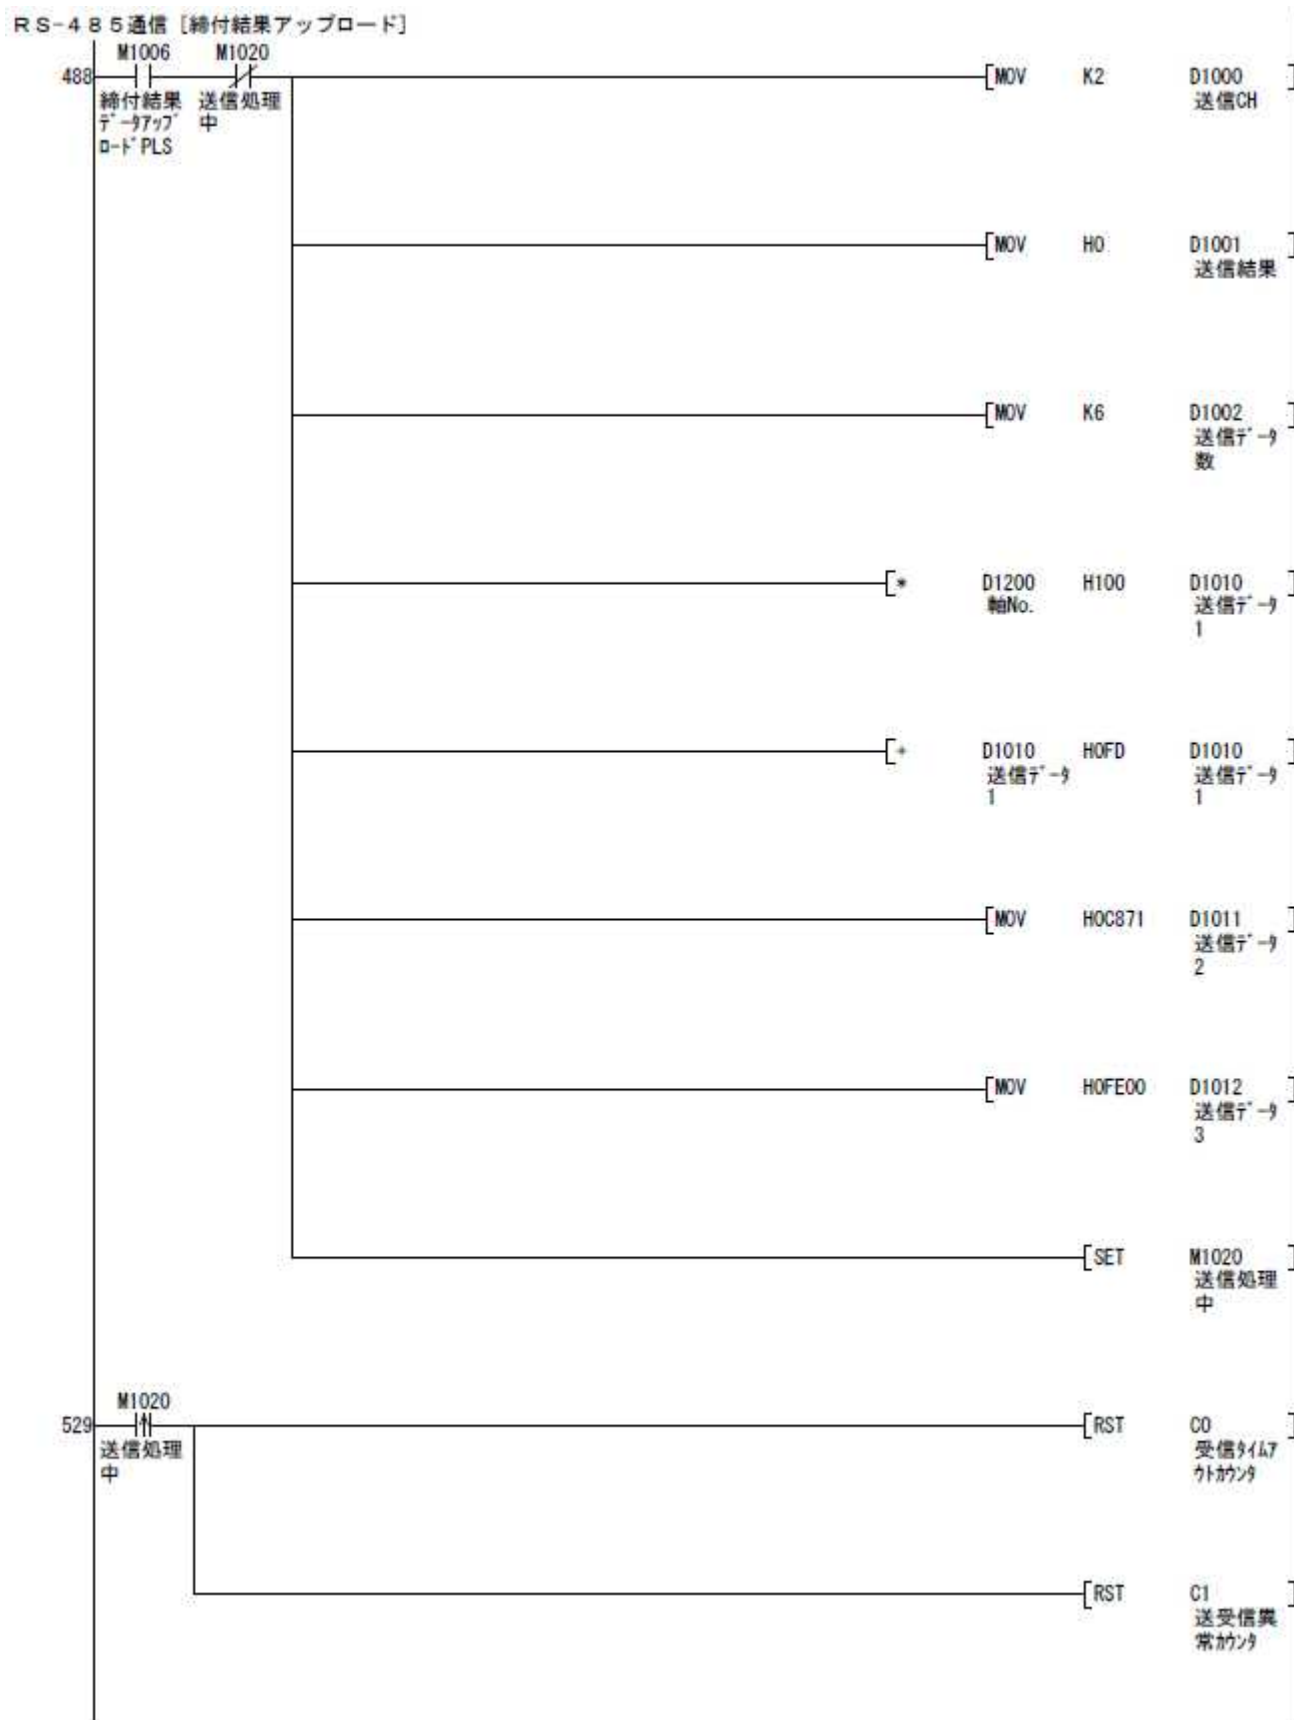 ＲＳ-４８５通信［締付結果アップロード］
M1006 M1020
488 [MOV K2 D1000 ]
締付結果 送信処理 送信CH
ﾃﾞｰﾀｱｯﾌﾟ 中
ﾛｰﾄﾞPLS
[MOV H0 D1001 ]
送信結果
[MOV K6 D1002 ]
送信ﾃﾞｰﾀ
数
[* D1200 H100 D1010 ]
軸No. 送信ﾃﾞｰﾀ
1
[+ D1010 H0FD D1010 ]
送信ﾃﾞｰﾀ 送信ﾃﾞｰﾀ
1 1
[MOV H0C871 D1011 ]
送信ﾃﾞｰﾀ
2
[MOV H0FE00 D1012 ]
送信ﾃﾞｰﾀ
3
[SET M1020 ]
送信処理
中
M1020
529 [RST C0 ]
送信処理 受信ﾀｲﾑｱ
中 ｳﾄｶｳﾝﾀ
[RST C1 ]
送受信異
常ｶｳﾝﾀ